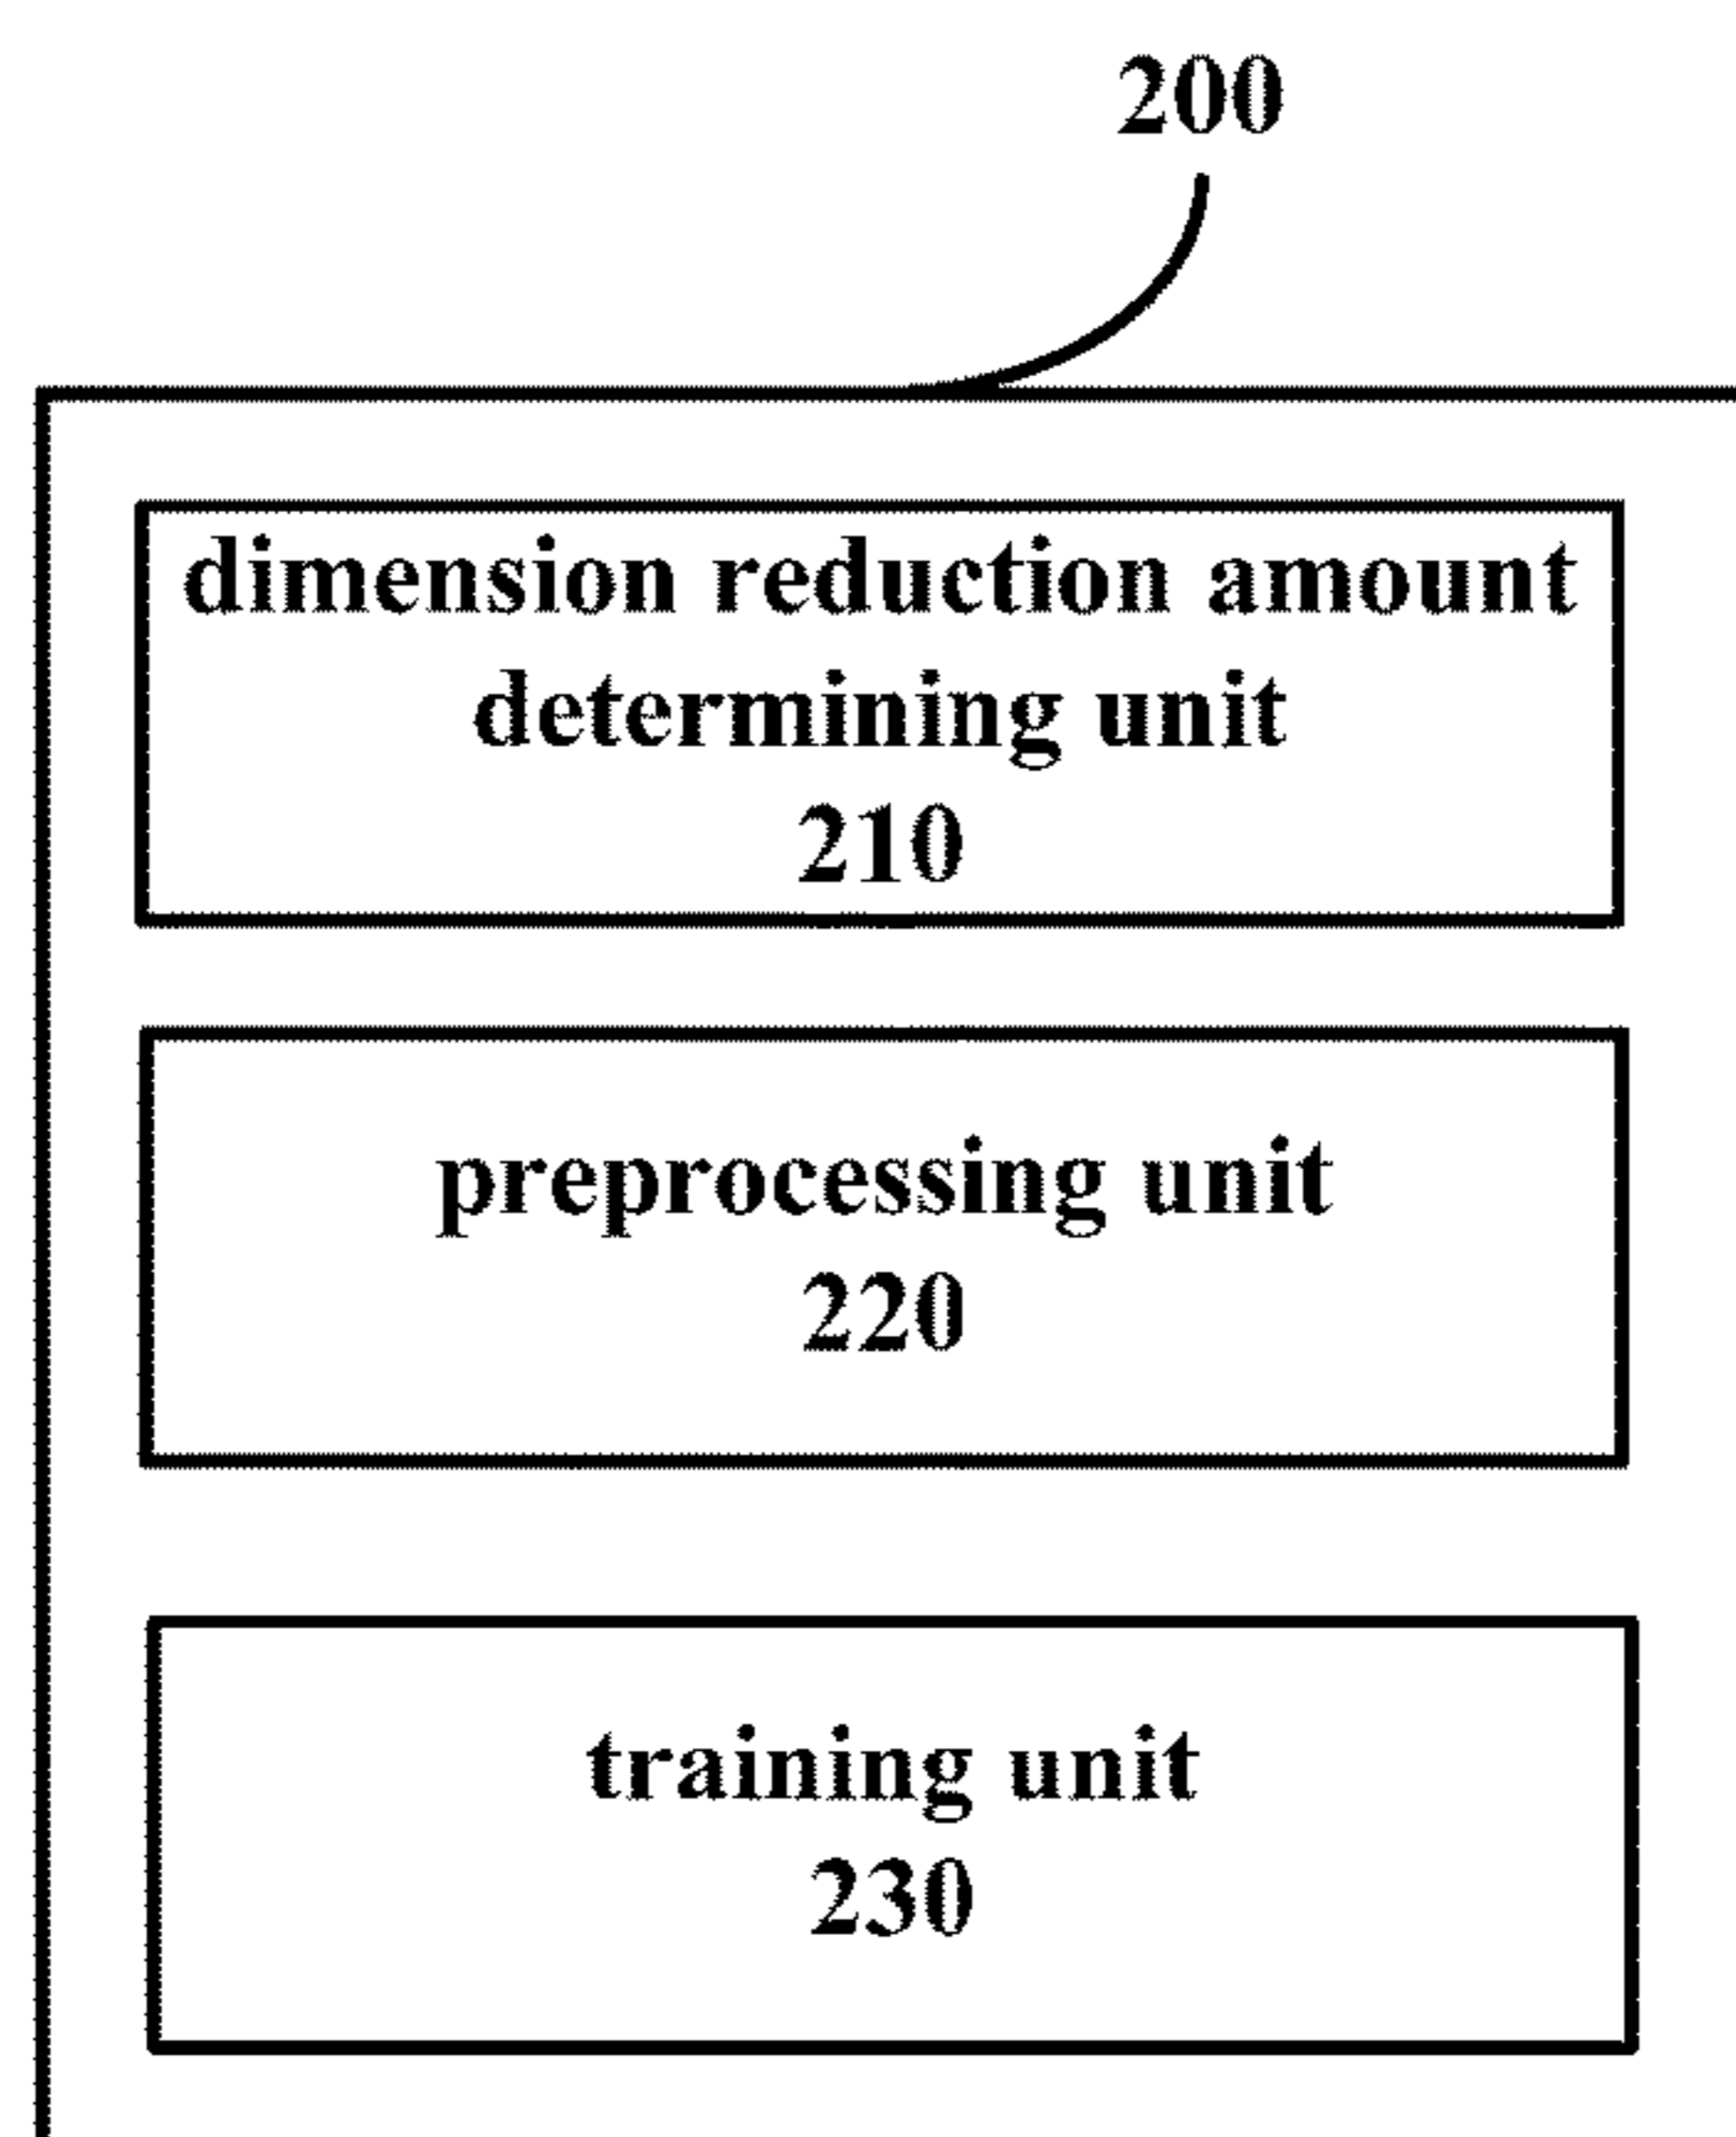 200
dimension reduction amount
determining unit
210
preprocessing unit
220
training unit
230